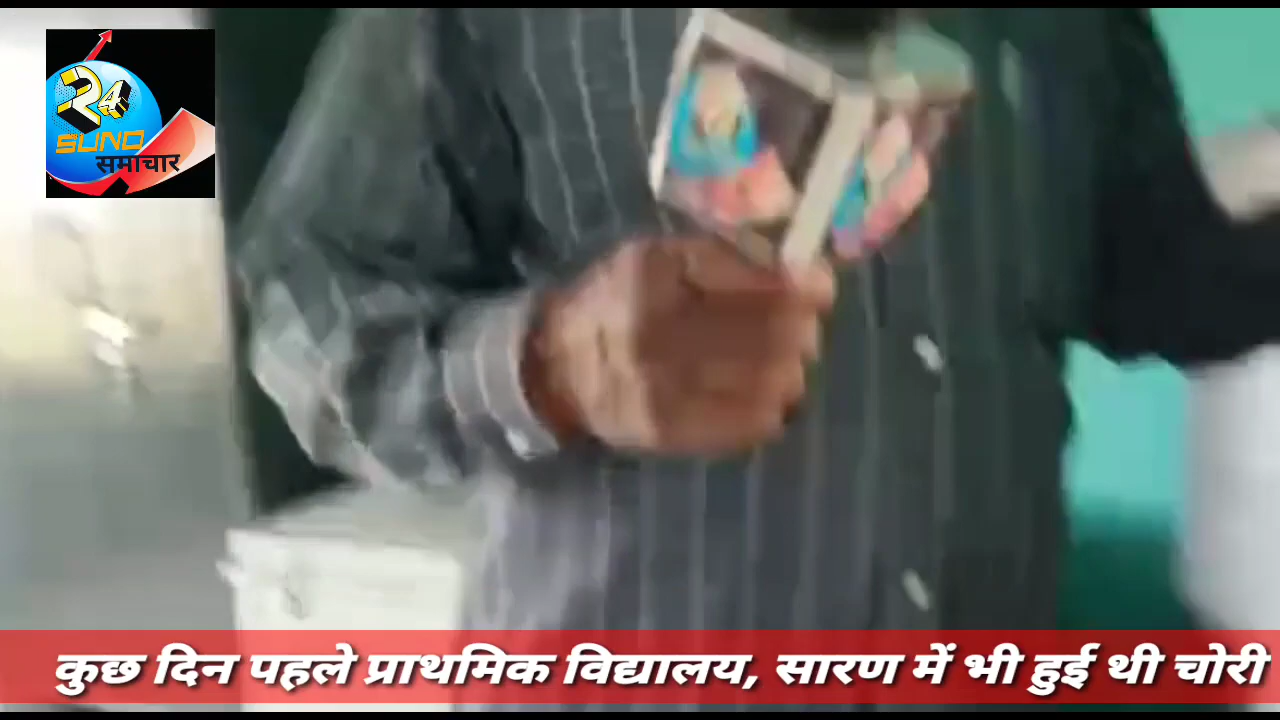 24
SUNO
समाचार
कुछ दिन पहले प्राथमिक विद्यालय, सारण में भी हुई थी चोरी